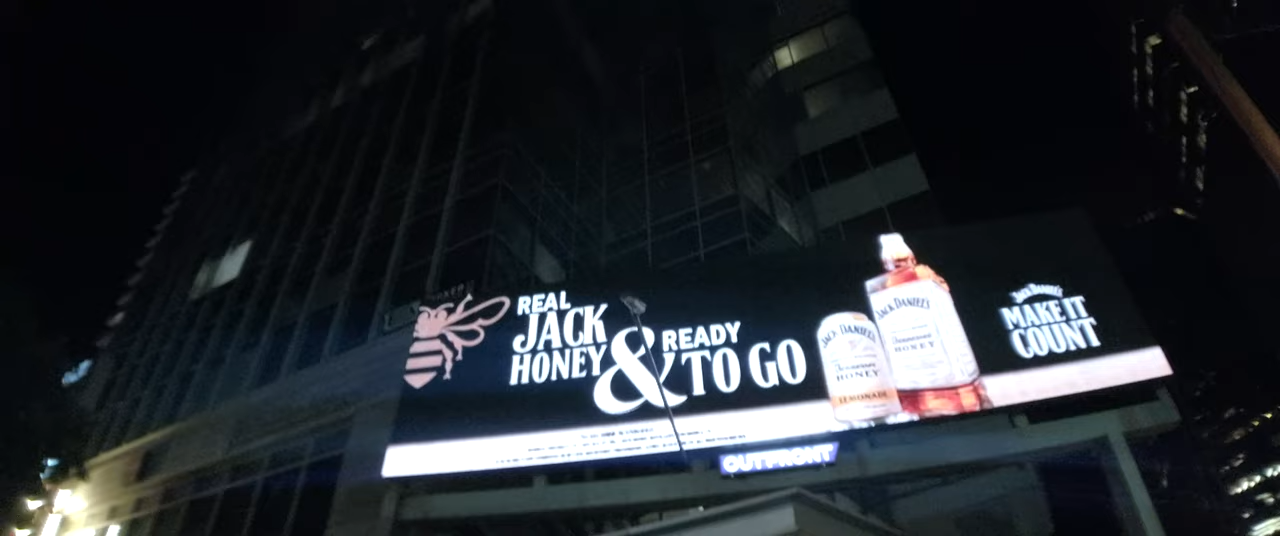 REAL
JACK
HONEY
&
READY
TO GO
JACK DANIEL'S
Tennessee
HONEY
LEMONADE
JACK DANIEL'S
Tennessee
HONEY
JACK DANIEL'S
MAKE IT
COUNT
OUTFRONT